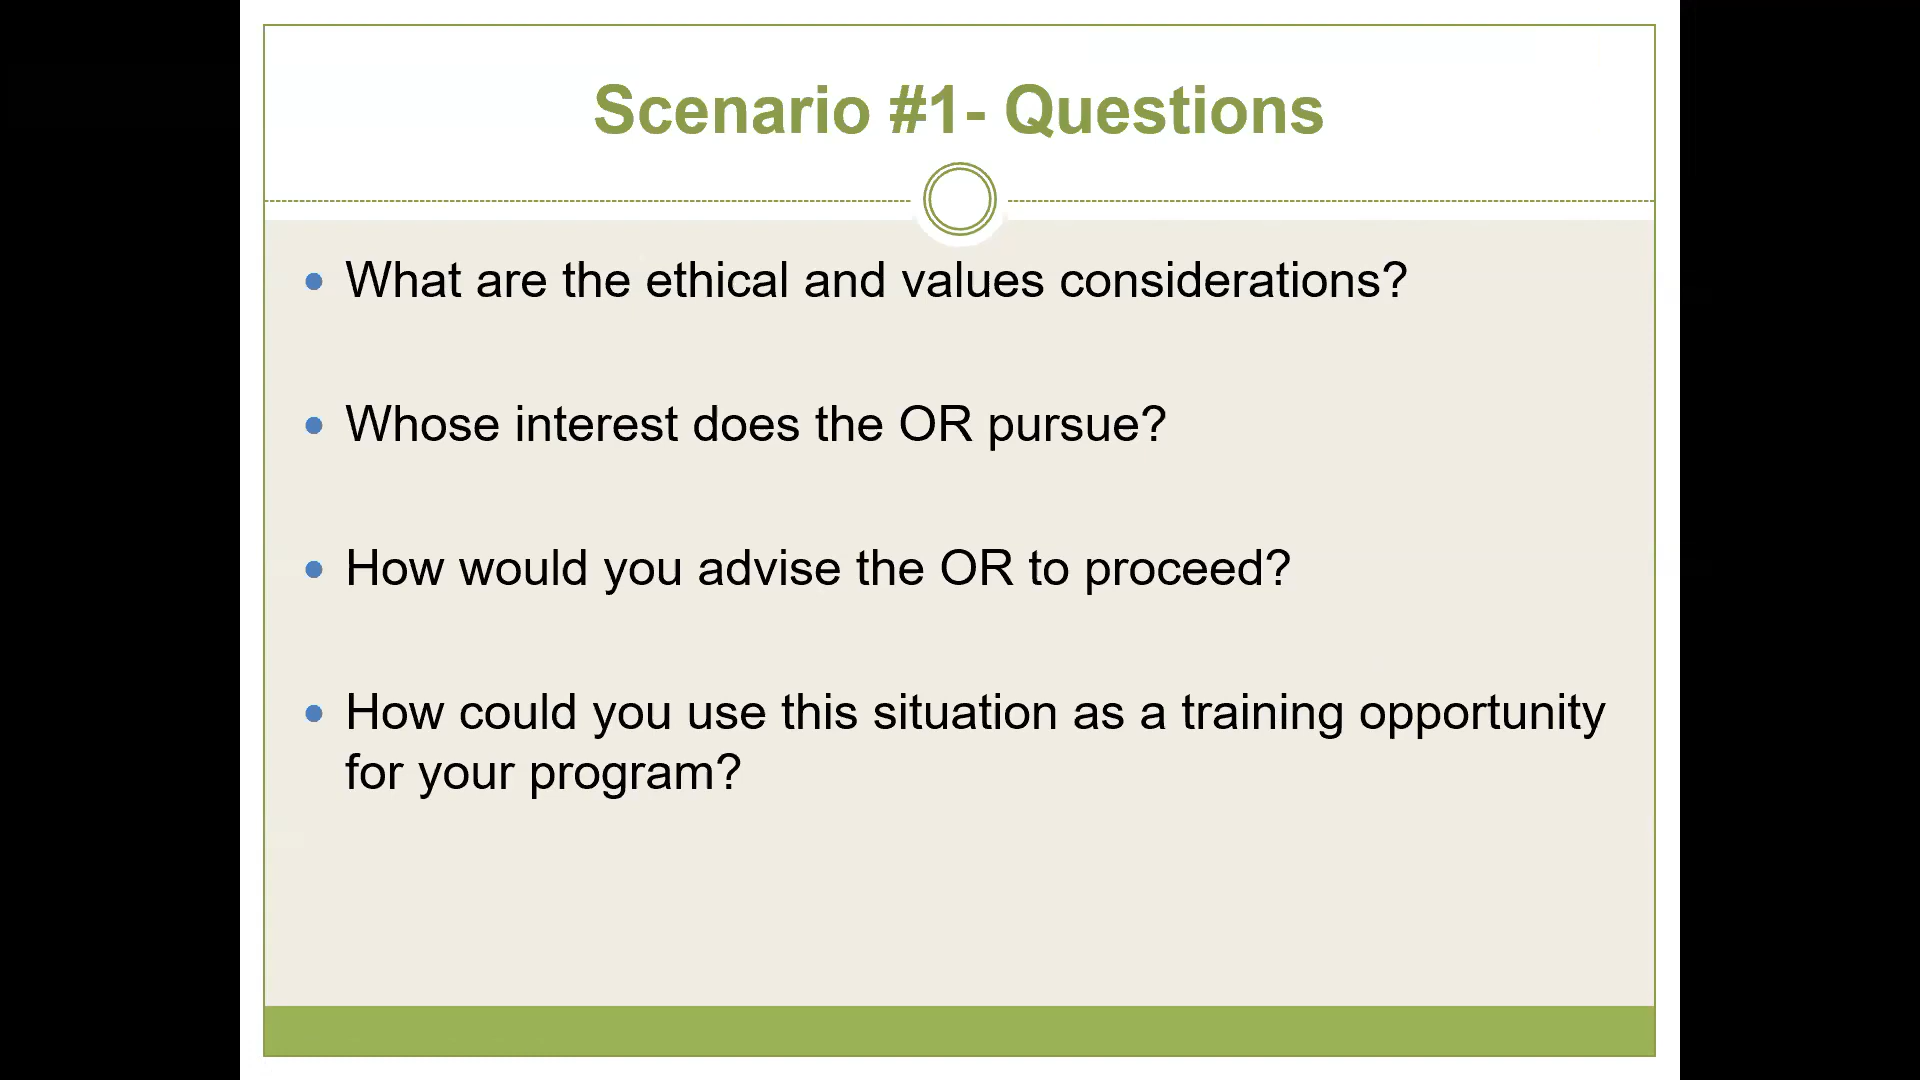 Scenario #1- Questions
• What are the ethical and values considerations?
• Whose interest does the OR pursue?
• How would you advise the OR to proceed?
• How could you use this situation as a training opportunity
for your program?